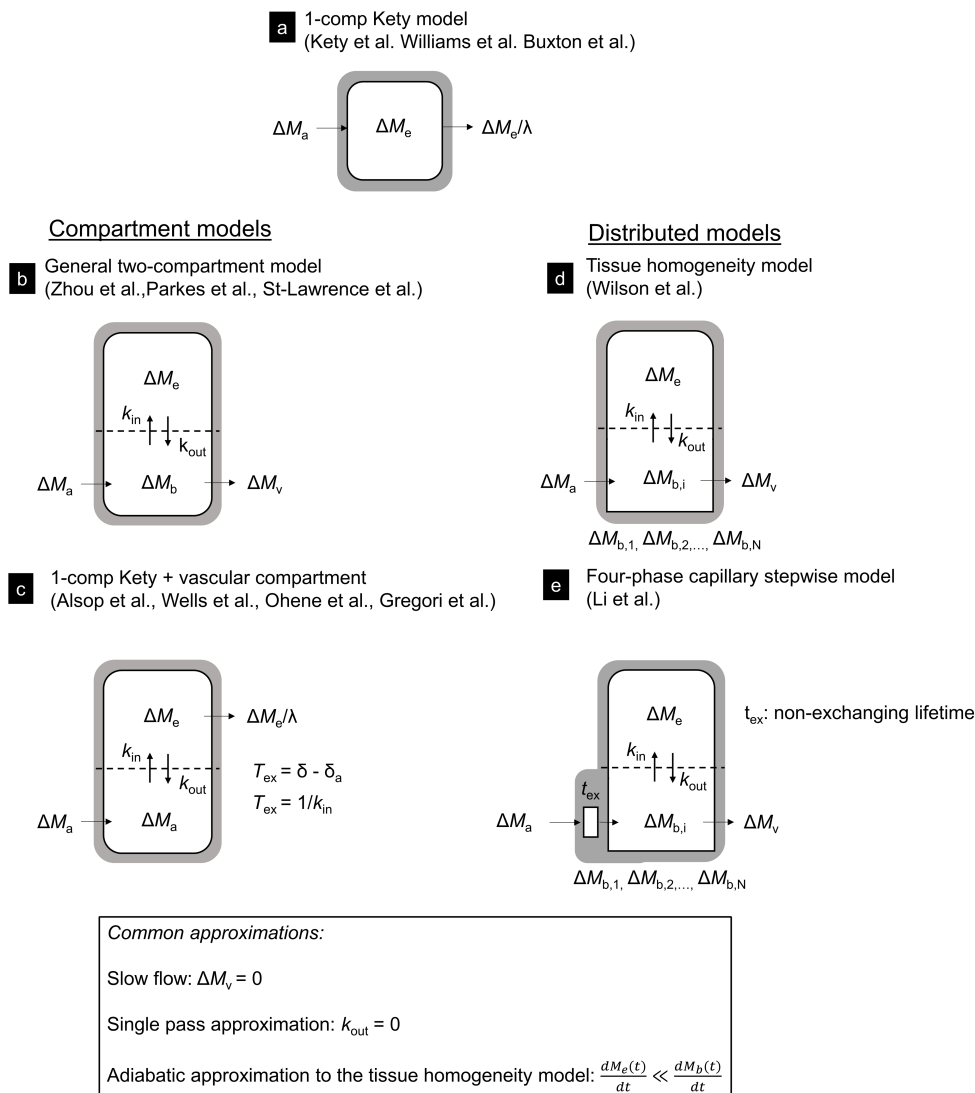 a
1-comp Kety model
(Kety et al. Williams et al. Buxton et al.)
ΔMa
ΔMe
ΔMe/λ
Compartment models
b
General two-compartment model
(Zhou et al.,Parkes et al., St-Lawrence et al.)
ΔMe
kin
kout
ΔMa
ΔMb
ΔMv
c
1-comp Kety + vascular compartment
(Alsop et al., Wells et al., Ohene et al., Gregori et al.)
ΔMe
ΔMe/λ
kin
kout
Tex = δ - δa
Tex = 1/kin
ΔMa
ΔMa
Distributed models
d
Tissue homogeneity model
(Wilson et al.)
ΔMe
kin
kout
ΔMa
ΔMb,i
ΔMv
ΔMb,1, ΔMb,2,..., ΔMb,N
e
Four-phase capillary stepwise model
(Li et al.)
ΔMe
tex: non-exchanging lifetime
kin
kout
tex
ΔMa
ΔMb,i
ΔMv
ΔMb,1, ΔMb,2,..., ΔMb,N
Common approximations:
Slow flow: ΔMv = 0
Single pass approximation: kout = 0
Adiabatic approximation to the tissue homogeneity model: dMe(t)/dt ≪ dMb(t)/dt